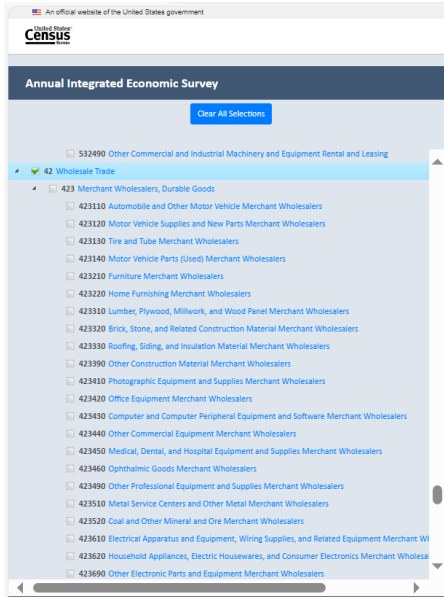 An official website of the United States government
United States®
Census
Bureau
Annual Integrated Economic Survey
Clear All Selections
532490 Other Commercial and Industrial Machinery and Equipment Rental and Leasing
42 Wholesale Trade
423 Merchant Wholesalers, Durable Goods
423110 Automobile and Other Motor Vehicle Merchant Wholesalers
423120 Motor Vehicle Supplies and New Parts Merchant Wholesalers
423130 Tire and Tube Merchant Wholesalers
423140 Motor Vehicle Parts (Used) Merchant Wholesalers
423210 Furniture Merchant Wholesalers
423220 Home Furnishing Merchant Wholesalers
423310 Lumber, Plywood, Millwork, and Wood Panel Merchant Wholesalers
423320 Brick, Stone, and Related Construction Material Merchant Wholesalers
423330 Roofing, Siding, and Insulation Material Merchant Wholesalers
423390 Other Construction Material Merchant Wholesalers
423410 Photographic Equipment and Supplies Merchant Wholesalers
423420 Office Equipment Merchant Wholesalers
423430 Computer and Computer Peripheral Equipment and Software Merchant Wholesalers
423440 Other Commercial Equipment Merchant Wholesalers
423450 Medical, Dental, and Hospital Equipment and Supplies Merchant Wholesalers
423460 Ophthalmic Goods Merchant Wholesalers
423490 Other Professional Equipment and Supplies Merchant Wholesalers
423510 Metal Service Centers and Other Metal Merchant Wholesalers
423520 Coal and Other Mineral and Ore Merchant Wholesalers
423610 Electrical Apparatus and Equipment, Wiring Supplies, and Related Equipment Merchant Wh
423620 Household Appliances, Electric Housewares, and Consumer Electronics Merchant Wholesa
423690 Other Electronic Parts and Equipment Merchant Wholesalers